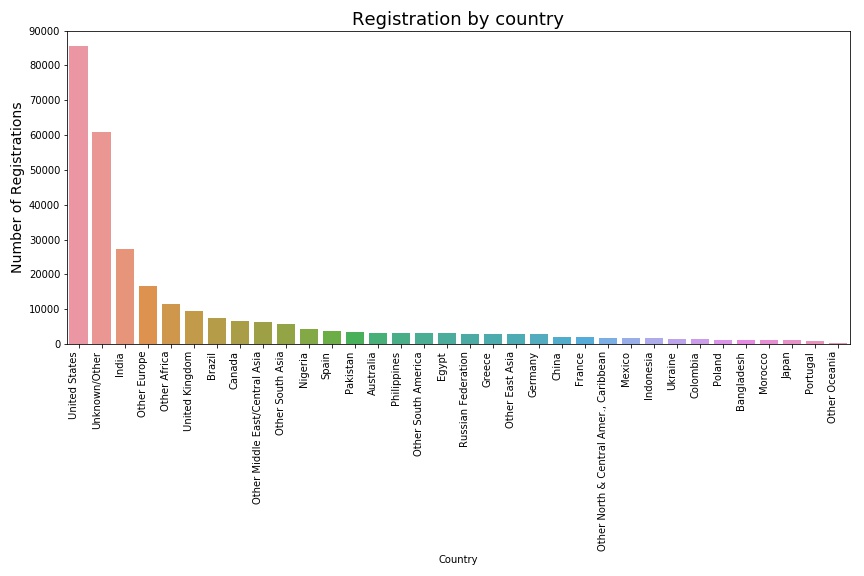 Registration by country
Number of Registrations
90000
80000
70000
60000
50000
40000
30000
20000
10000
0
United States
Unknown/Other
India
Other Europe
Other Africa
United Kingdom
Brazil
Canada
Other Middle East/Central Asia
Other South Asia
Nigeria
Spain
Pakistan
Australia
Philippines
Other South America
Egypt
Russian Federation
Greece
Other East Asia
Germany
China
France
Other North & Central Amer., Caribbean
Mexico
Indonesia
Ukraine
Colombia
Poland
Bangladesh
Morocco
Japan
Portugal
Other Oceania
Country